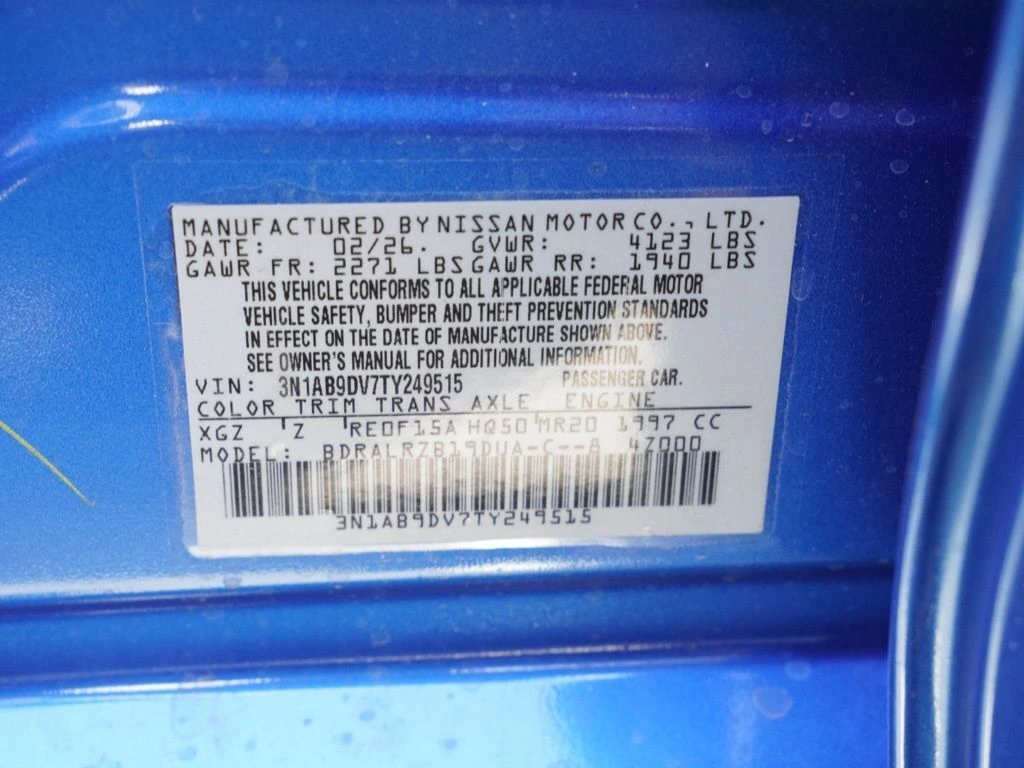 MANUFACTURED BY NISSAN MOTOR CO., LTD.
DATE: 02/26. GVWR: 4123 LBS
GAWR FR: 2271 LBS GAWR RR: 1940 LBS
THIS VEHICLE CONFORMS TO ALL APPLICABLE FEDERAL MOTOR
VEHICLE SAFETY, BUMPER AND THEFT PREVENTION STANDARDS
IN EFFECT ON THE DATE OF MANUFACTURE SHOWN ABOVE.
SEE OWNER'S MANUAL FOR ADDITIONAL INFORMATION.
VIN: 3N1AB9DV7TY249515 PASSENGER CAR.
COLOR TRIM TRANS AXLE ENGINE
XGZ Z RE0F15A HQ50 MR20 1997 CC
MODEL: BDRALRZB19DUA-C--8 4Z000
3N1AB9DV7TY249515